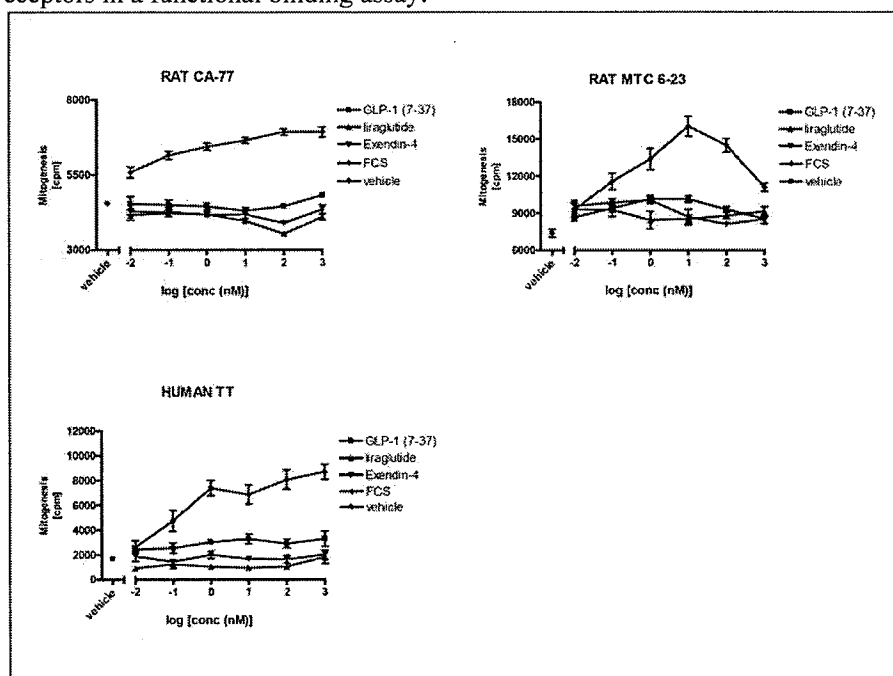 ceptors in a functional binding assay.
RAT CA-77
8000
5500
3000
Mitogenesis
[cpm]
vehicle
-2 -1 0 1 2 3
log [conc (nM)]
GLP-1 (7-37)
liraglutide
Exendin-4
FCS
vehicle
RAT MTC 6-23
18000
15000
12000
9000
6000
Mitogenesis
[cpm]
vehicle
-2 -1 0 1 2 3
log [conc (nM)]
GLP-1 (7-37)
liraglutide
Exendin-4
FCS
vehicle
HUMAN TT
12000
10000
8000
6000
4000
2000
0
Mitogenesis
[cpm]
vehicle
-2 -1 0 1 2 3
log [conc (nM)]
GLP-1 (7-37)
liraglutide
Exendin-4
FCS
vehicle